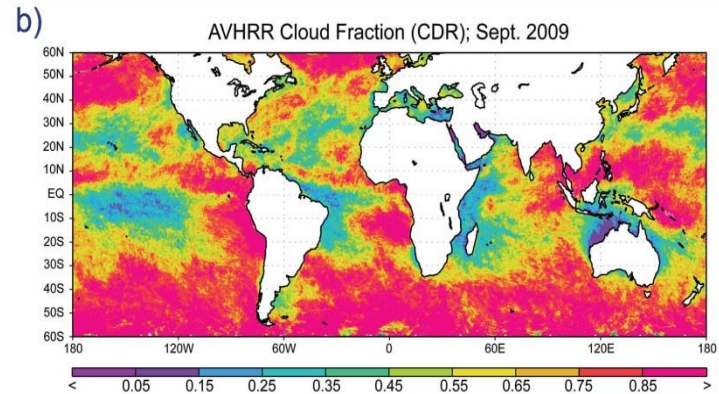 b)
AVHRR Cloud Fraction (CDR); Sept. 2009
60N
50N
40N
30N
20N
10N
EQ
10S
20S
30S
40S
50S
60S
180 120W 60W 0 60E 120E 180
< 0.05 0.15 0.25 0.35 0.45 0.55 0.65 0.75 0.85 >